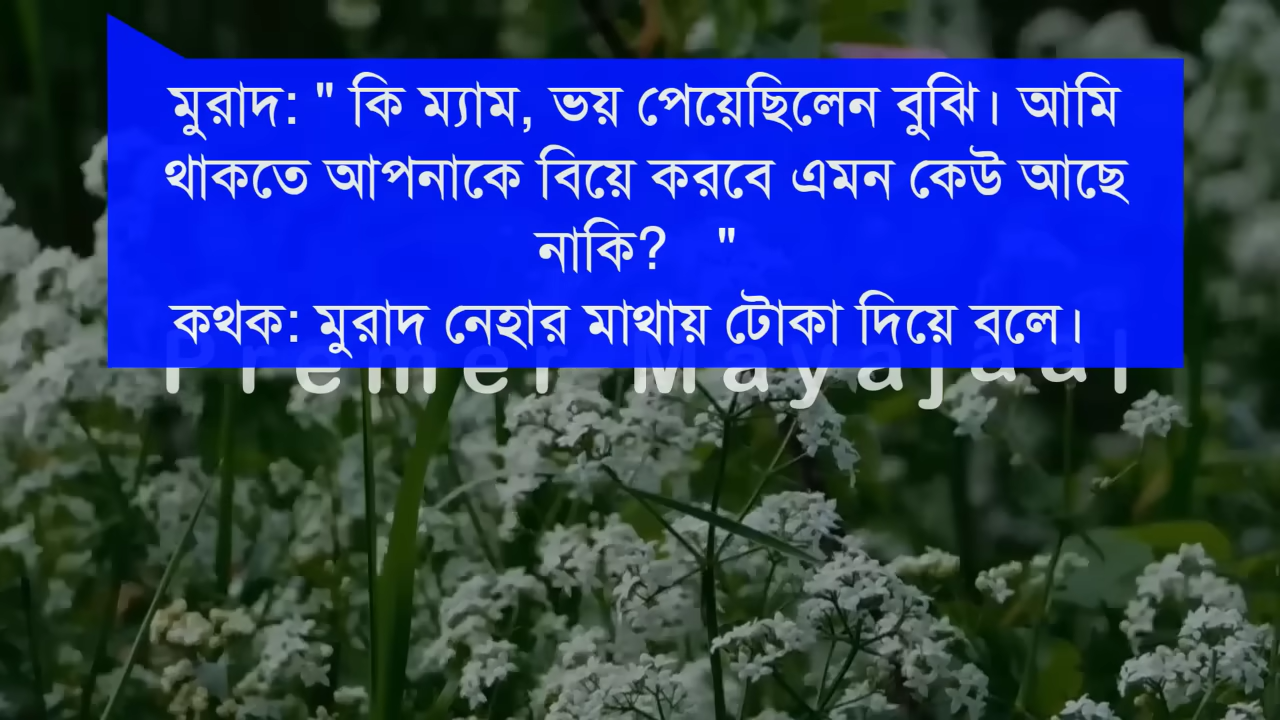 মুরাদ: " কি ম্যাম, ভয় পেয়েছিলেন বুঝি। আমি
থাকতে আপনাকে বিয়ে করবে এমন কেউ আছে
নাকি? "
কথক: মুরাদ নেহার মাথায় টোকা দিয়ে বলে।
Premer Mayajaal